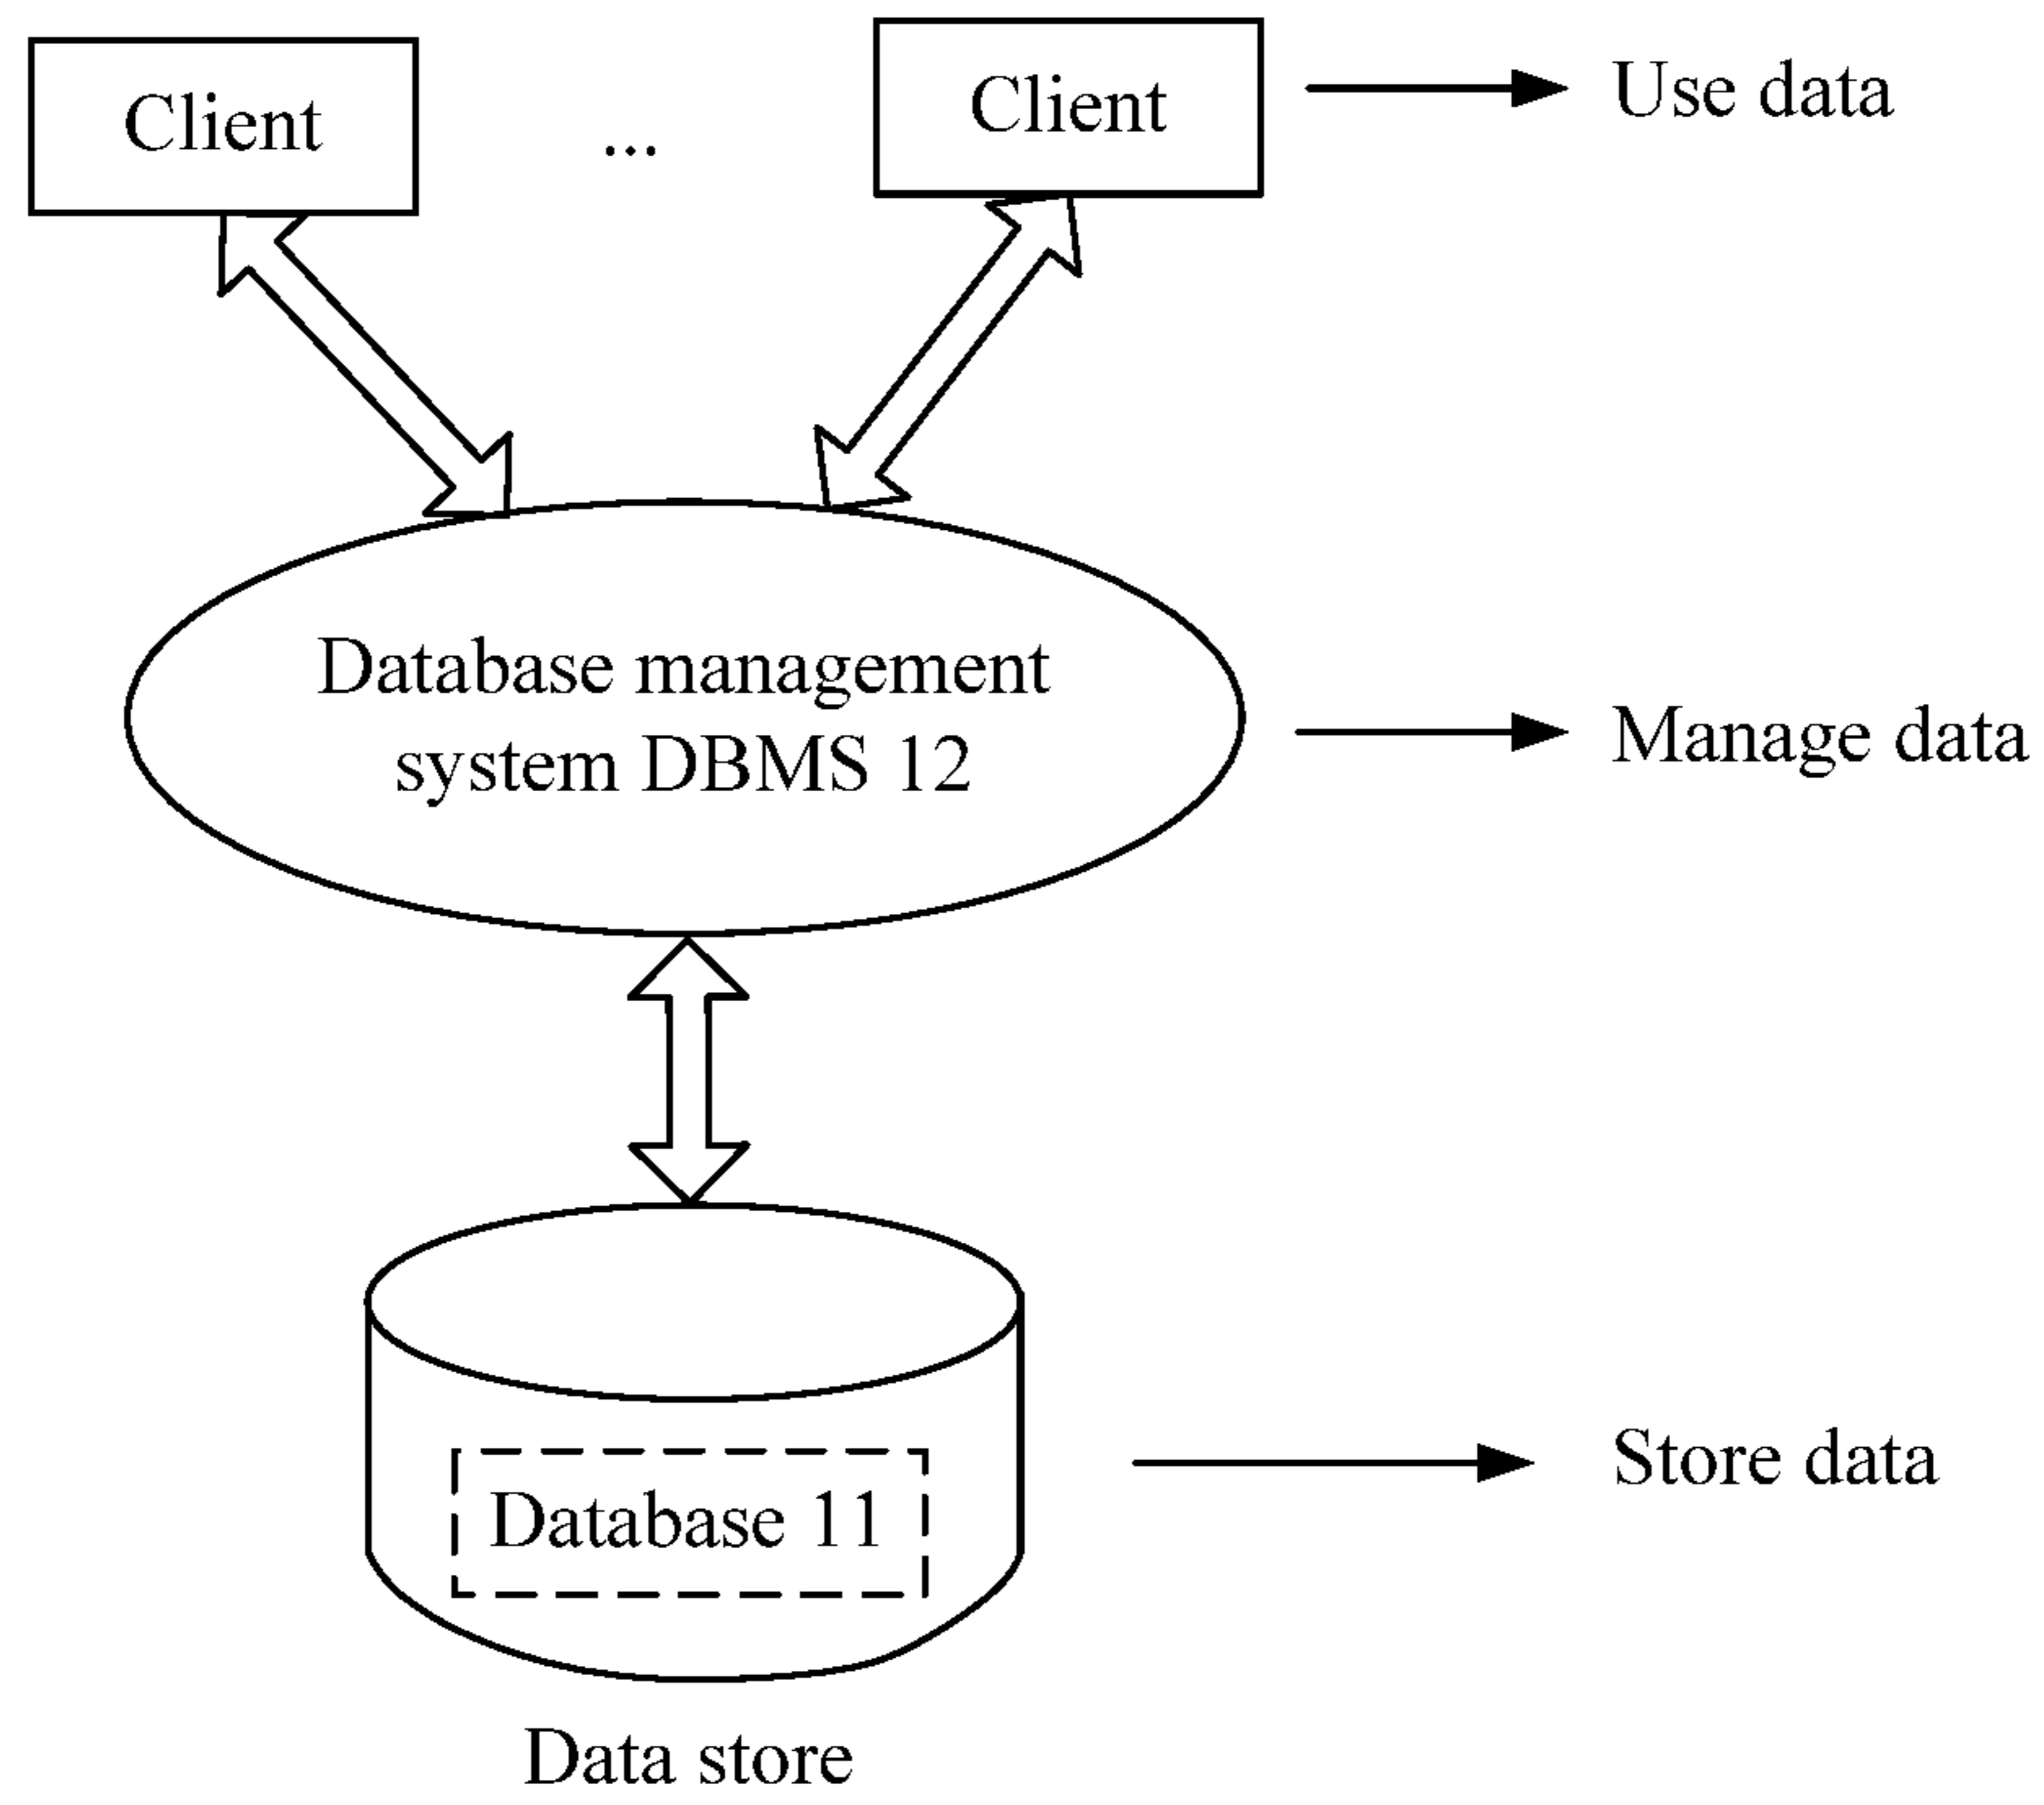 Client
...
Client
Use data
Database management
system DBMS 12
Manage data
Database 11
Store data
Data store